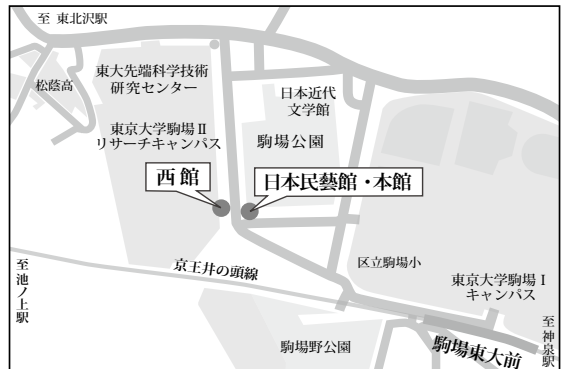 至 東北沢駅
松蔭高
東大先端科学技術
研究センター
日本近代
文学館
東京大学駒場Ⅱ
リサーチキャンパス
駒場公園
西館
日本民藝館・本館
至池ノ上駅
京王井の頭線
区立駒場小
東京大学駒場Ⅰ
キャンパス
駒場野公園
駒場東大前
至神泉駅